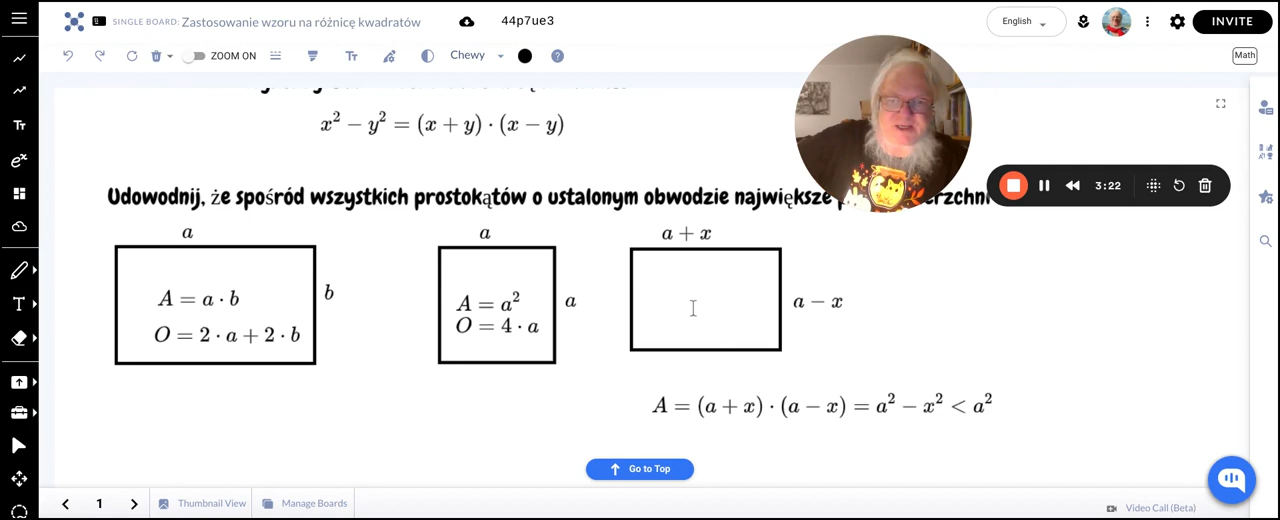 SINGLE BOARD: Zastosowanie wzoru na różnicę kwadratów
44p7ue3
English
INVITE
ZOOM ON
Tт
Chewy
Math
x² − y² = (x + y) · (x − y)
3:22
Udowodnij, że spośród wszystkich prostokątów o ustalonym obwodzie największe
a
a
a + x
A = a · b
O = 2 · a + 2 · b
b
A = a²
O = 4 · a
a
a − x
A = (a + x) · (a − x) = a² − x² < a²
Go to Top
1
Thumbnail View
Manage Boards
Video Call (Beta)